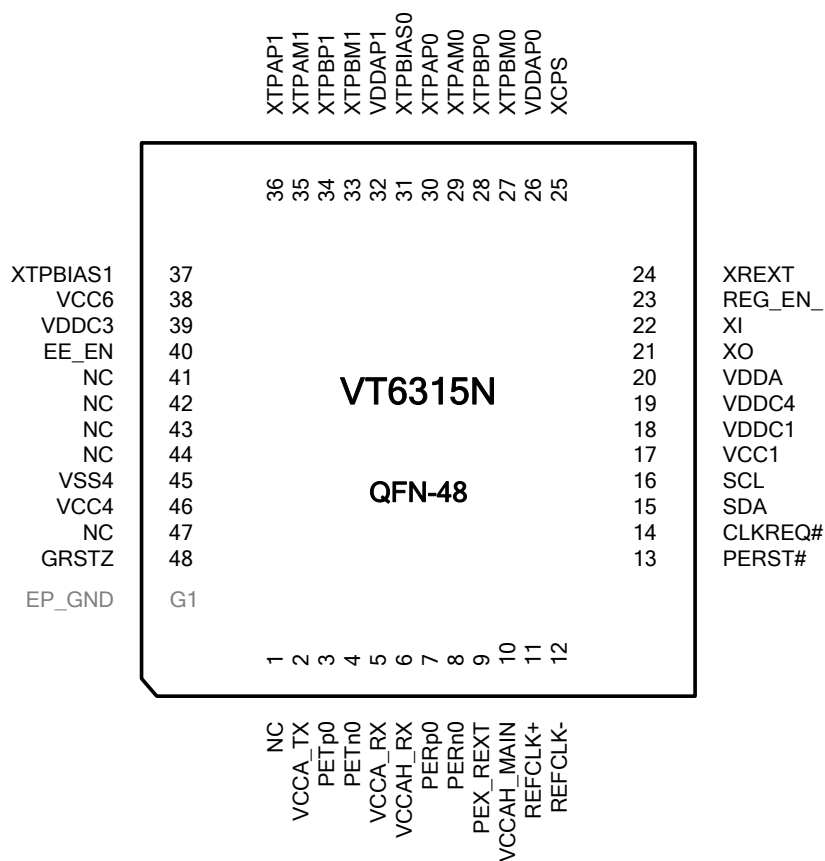 XTPAP1
XTPAM1
XTPBP1
XTPBM1
VDDAP1
XTPBIAS0
XTPAP0
XTPAM0
XTPBP0
XTPBM0
VDDAP0
XCPS
36 35 34 33 32 31 30 29 28 27 26 25
XTPBIAS1 37 24 XREXT
VCC6 38 23 REG_EN_
VDDC3 39 22 XI
EE_EN 40 21 XO
NC 41 20 VDDA
NC 42 19 VDDC4
NC 43 18 VDDC1
NC 44 17 VCC1
VSS4 45 16 SCL
VCC4 46 15 SDA
NC 47 14 CLKREQ#
GRSTZ 48 13 PERST#
EP_GND G1
VT6315N
QFN-48
1 2 3 4 5 6 7 8 9 10 11 12
NC
VCCA_TX
PETp0
PETn0
VCCA_RX
VCCAH_RX
PERp0
PERn0
PEX_REXT
VCCAH_MAIN
REFCLK+
REFCLK-